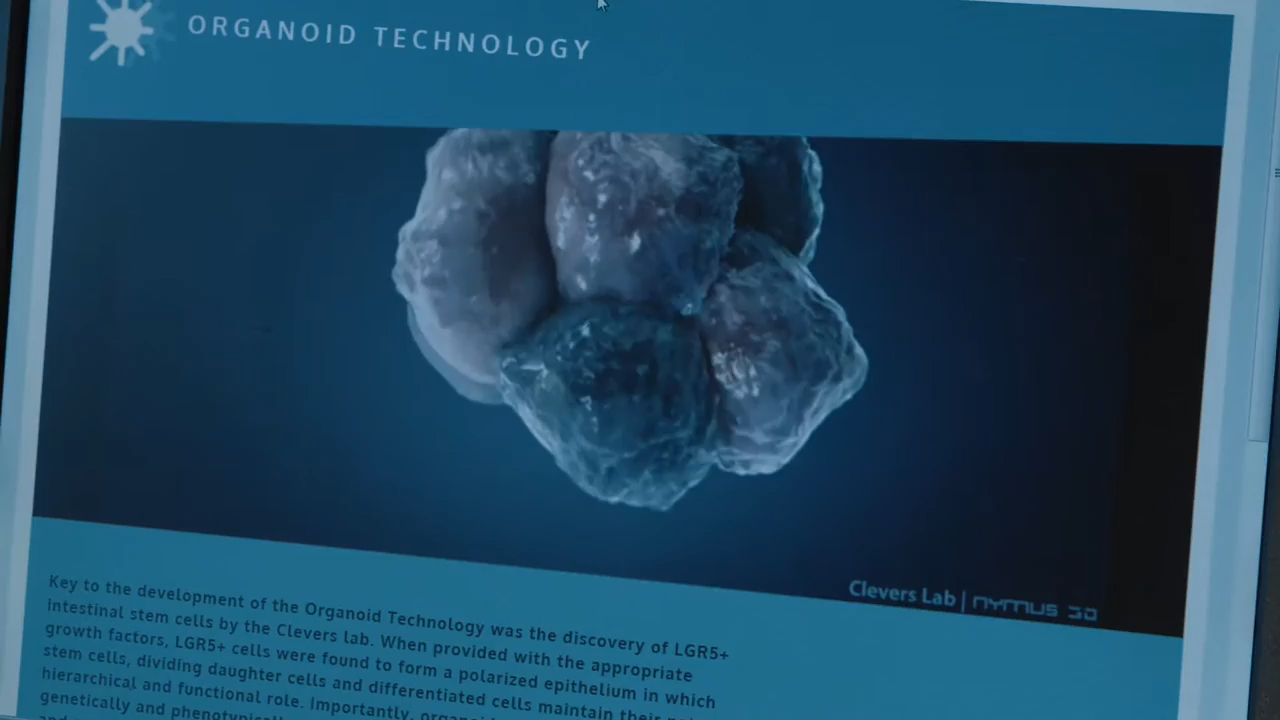 ORGANOID TECHNOLOGY
Clevers Lab | NYMUS 3D
Key to the development of the Organoid Technology was the discovery of LGR5+
intestinal stem cells by the Clevers lab. When provided with the appropriate
growth factors, LGR5+ cells were found to form a polarized epithelium in which
stem cells, dividing daughter cells and differentiated cells maintain their
hierarchical and functional role. Importantly,
genetically and